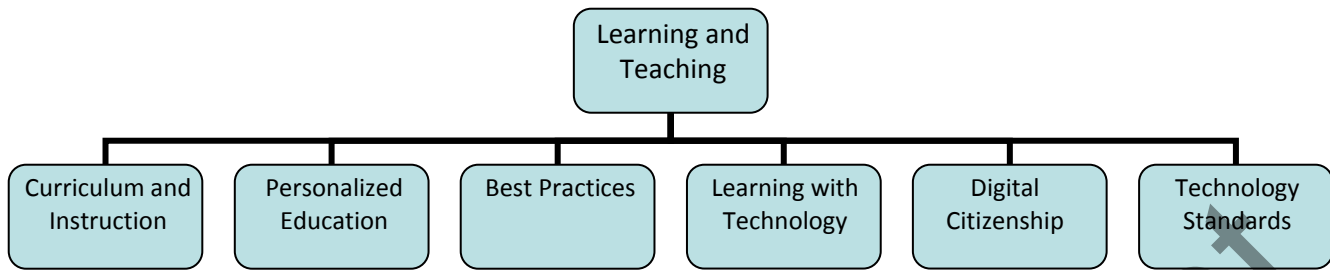 Learning and
Teaching
Curriculum and
Instruction
Personalized
Education
Best Practices
Learning with
Technology
Digital
Citizenship
Technology
Standards